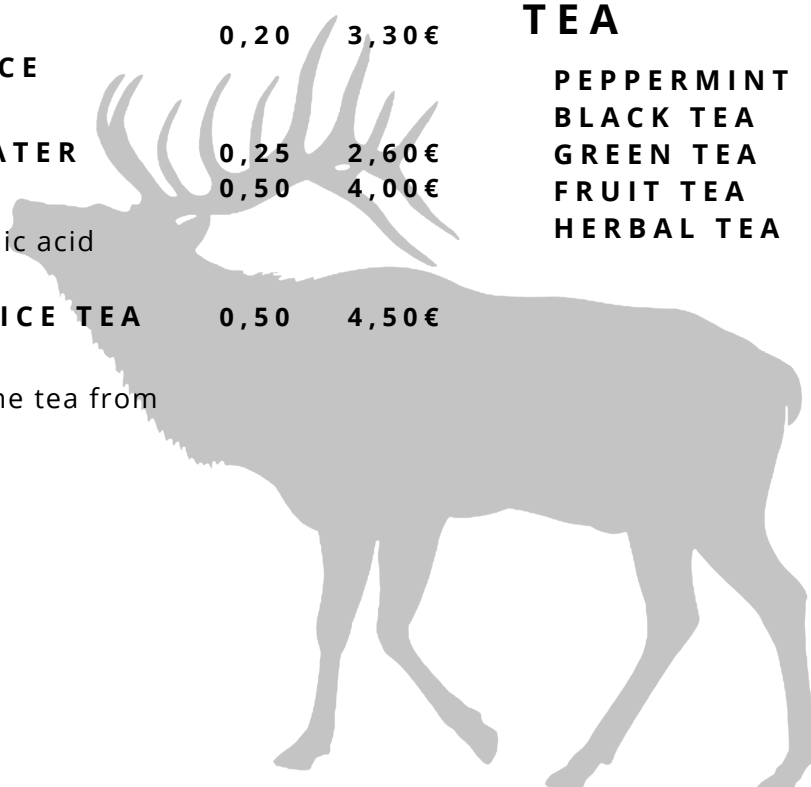 0,20 3,30€
CE
ATER 0,25 2,60€
0,50 4,00€
ic acid
ICE TEA 0,50 4,50€
ne tea from
TEA
PEPPERMINT
BLACK TEA
GREEN TEA
FRUIT TEA
HERBAL TEA